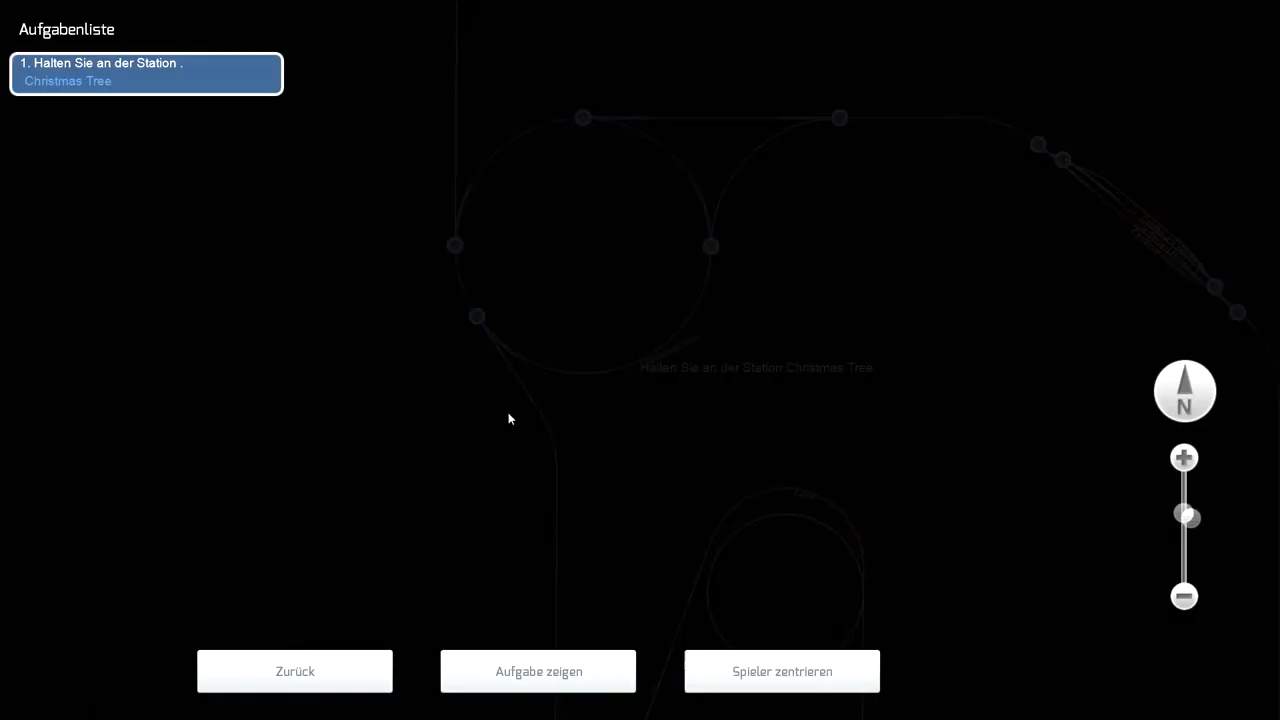 Aufgabenliste
1. Halten Sie an der Station .
Christmas Tree
Halten Sie an der Station Christmas Tree
N
Zurück
Aufgabe zeigen
Spieler zentrieren